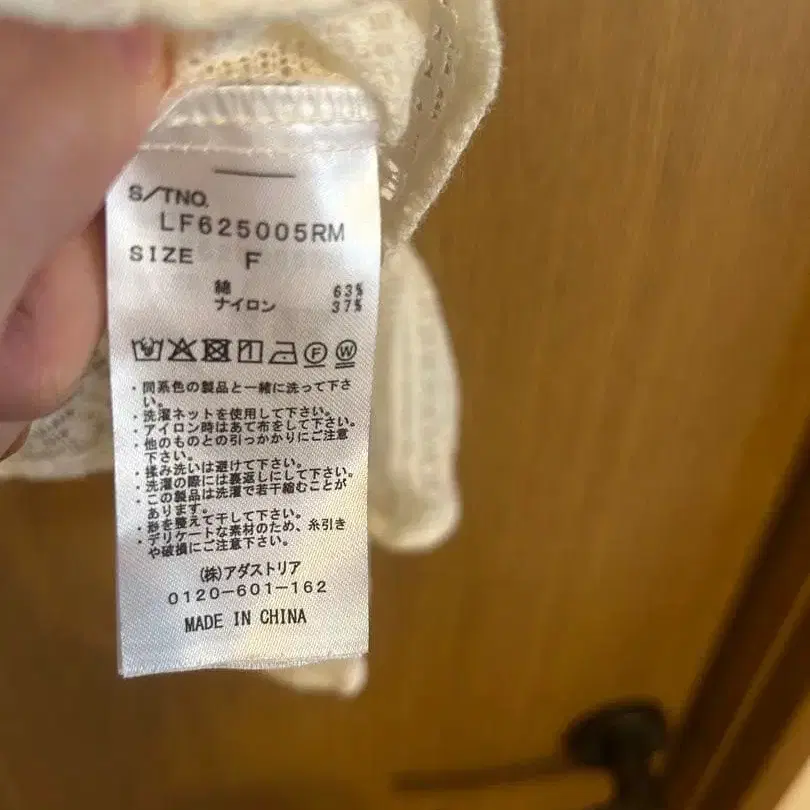 S/TNO.
LF625005RM
SIZE F
綿 63%
ナイロン 37%
F W
・同系色の製品と一緒に洗って下さ
い。
・洗濯ネットを使用して下さい。
・アイロン時はあて布をして下さい。
・他のものとの引っかかりにご注意
下さい。
・揉み洗いは避けて下さい。
・洗濯の際には裏返しにして下さい。
・この製品は洗濯で若干縮むことが
あります。
・形を整えて干して下さい。
・デリケートな素材のため、糸引き
や破損にご注意下さい。
(株)アダストリア
0120-601-162
MADE IN CHINA